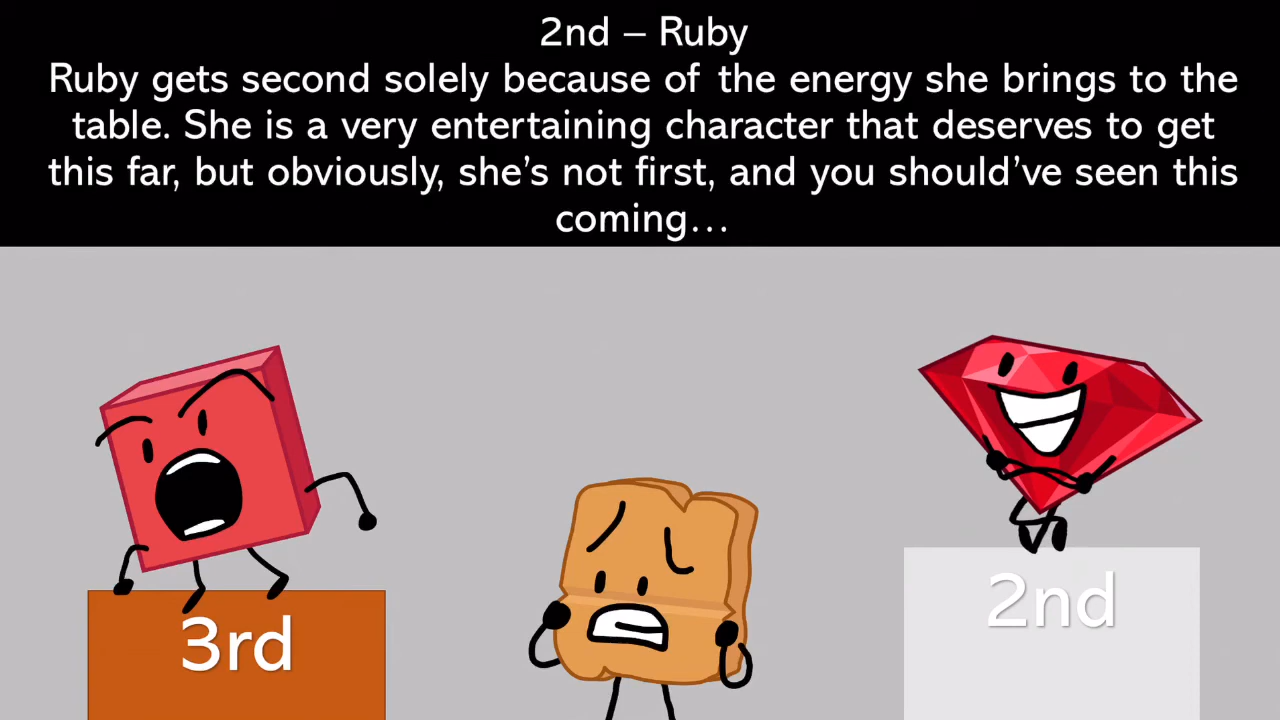 2nd – Ruby
Ruby gets second solely because of the energy she brings to the
table. She is a very entertaining character that deserves to get
this far, but obviously, she’s not first, and you should’ve seen this
coming…
3rd
2nd